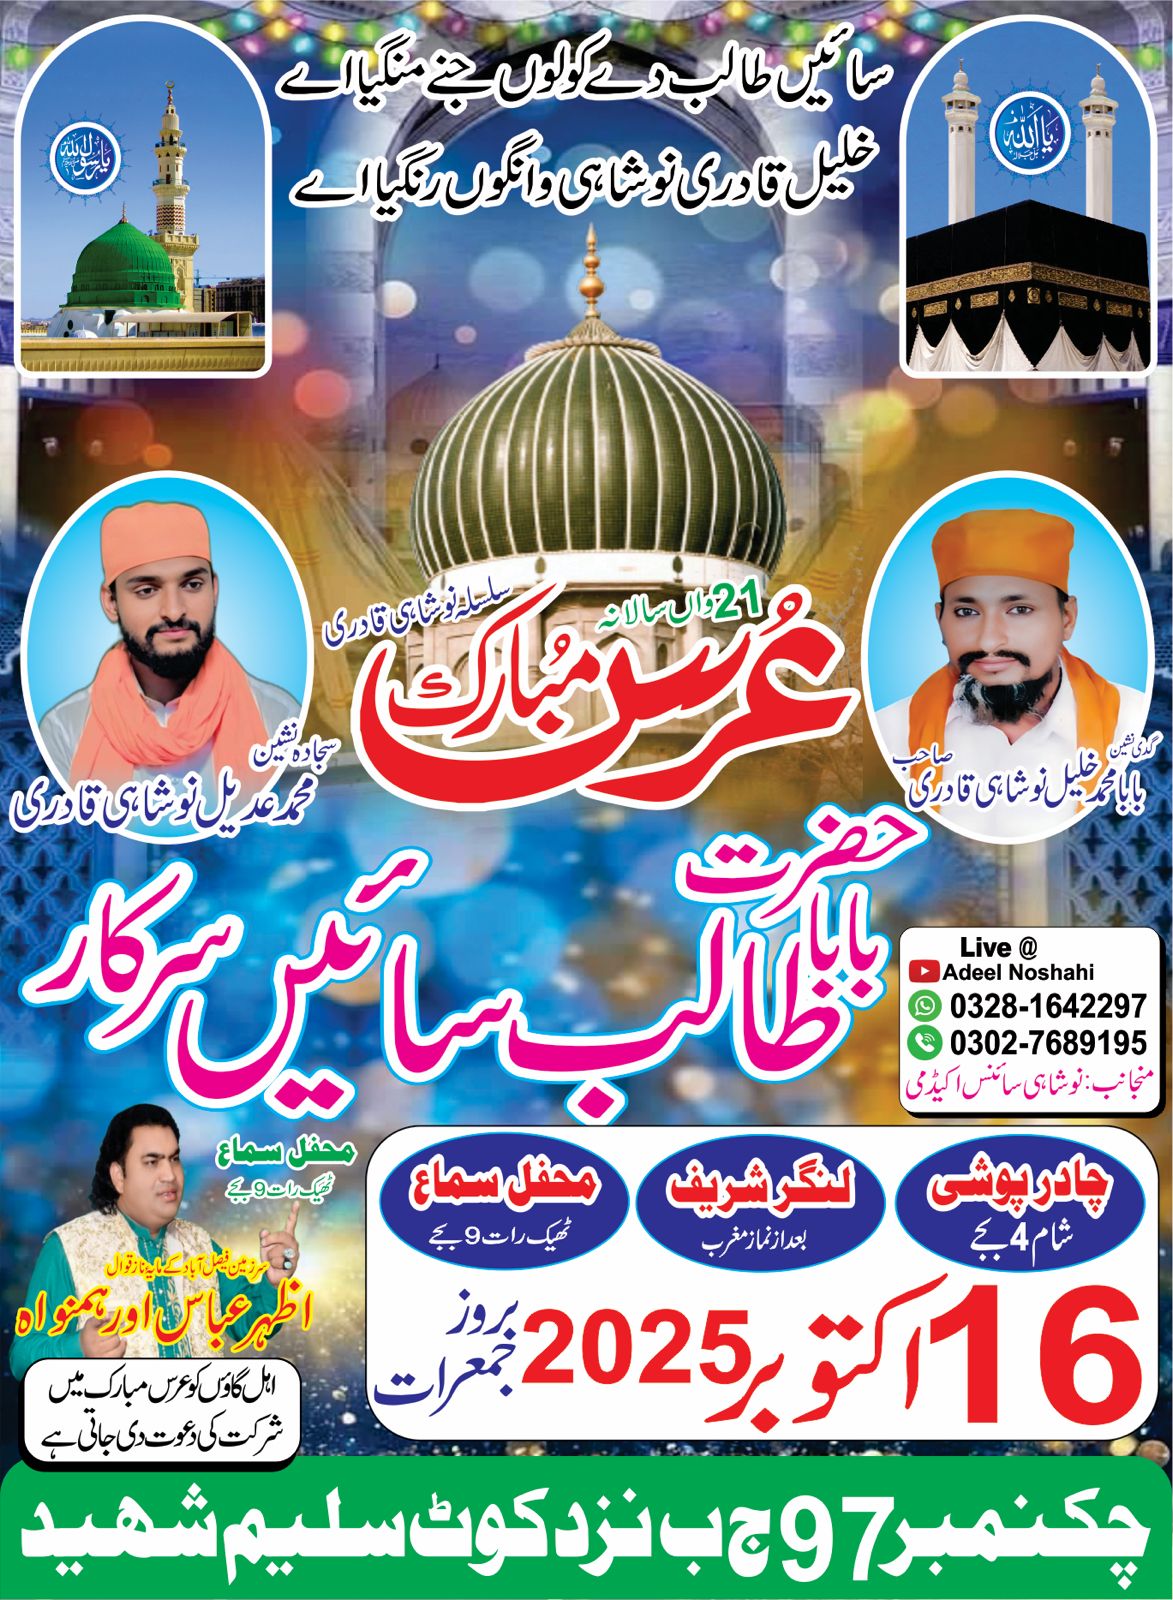 سائیں طالب دے کولوں جنے منگیا اے
خلیل قادری نوشاہی وانگوں رنگیا اے
یا اللہ جل جلالہ
یا رسول اللہ
21 واں سالانہ
سلسلہ نوشاہی قادری
عُرس مُبارک
گدی نشین
بابا محمد خلیل نوشاہی قادری صاحب
سجادہ نشین
محمد عدیل نوشاہی قادری
حضرت
بابا طالب سائیں سرکار
Live @
Adeel Noshahi
0328-1642297
0302-7689195
منجانب: نوشاہی سائنس اکیڈمی
چادر پوشی
شام 4 بجے
لنگر شریف
بعد از نماز مغرب
محفل سماع
ٹھیک رات 9 بجے
16 اکتوبر 2025
بروز
جمعرات
محفل سماع
ٹھیک رات 9 بجے
سرزمین فیصل آباد کے مایہ ناز قوال
اظہر عباس اور ہمنواہ
اہل گاؤں کو عرس مبارک میں
شرکت کی دعوت دی جاتی ہے
چک نمبر 97 ج ب نزد کوٹ سلیم شھید